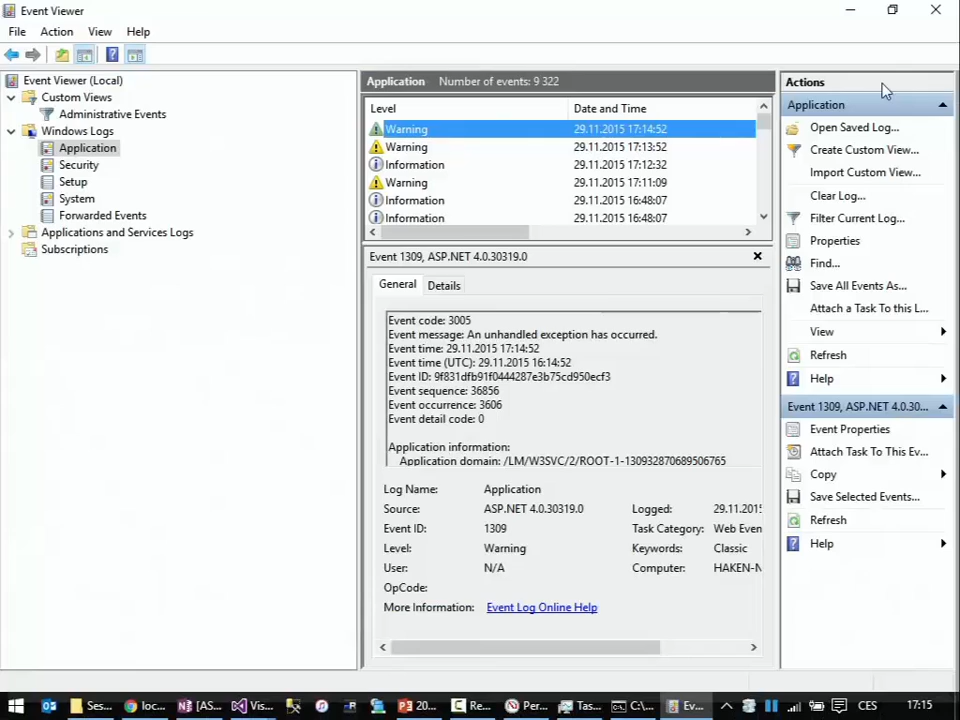 Event Viewer
File Action View Help
Event Viewer (Local)
Custom Views
Administrative Events
Windows Logs
Application
Security
Setup
System
Forwarded Events
Applications and Services Logs
Subscriptions
Application Number of events: 9 322
Level Date and Time
Warning 29.11.2015 17:14:52
Warning 29.11.2015 17:13:52
Information 29.11.2015 17:12:32
Warning 29.11.2015 17:11:09
Information 29.11.2015 16:48:07
Information 29.11.2015 16:48:07
Event 1309, ASP.NET 4.0.30319.0
General Details
Event code: 3005
Event message: An unhandled exception has occurred.
Event time: 29.11.2015 17:14:52
Event time (UTC): 29.11.2015 16:14:52
Event ID: 9f831dfb91f0444287e3b75cd950ecf3
Event sequence: 36856
Event occurrence: 3606
Event detail code: 0
Application information:
Application domain: /LM/W3SVC/2/ROOT-1-130932870689506765
Log Name: Application
Source: ASP.NET 4.0.30319.0 Logged: 29.11.2015
Event ID: 1309 Task Category: Web Even
Level: Warning Keywords: Classic
User: N/A Computer: HAKEN-N
OpCode:
More Information: Event Log Online Help
Actions
Application
Open Saved Log...
Create Custom View...
Import Custom View...
Clear Log...
Filter Current Log...
Properties
Find...
Save All Events As...
Attach a Task To this L...
View
Refresh
Help
Event 1309, ASP.NET 4.0.30...
Event Properties
Attach Task To This Ev...
Copy
Save Selected Events...
Refresh
Help
Ses... loc... [AS... Vis... 20... Re... Per... Tas... C:\... Ev... CES 17:15